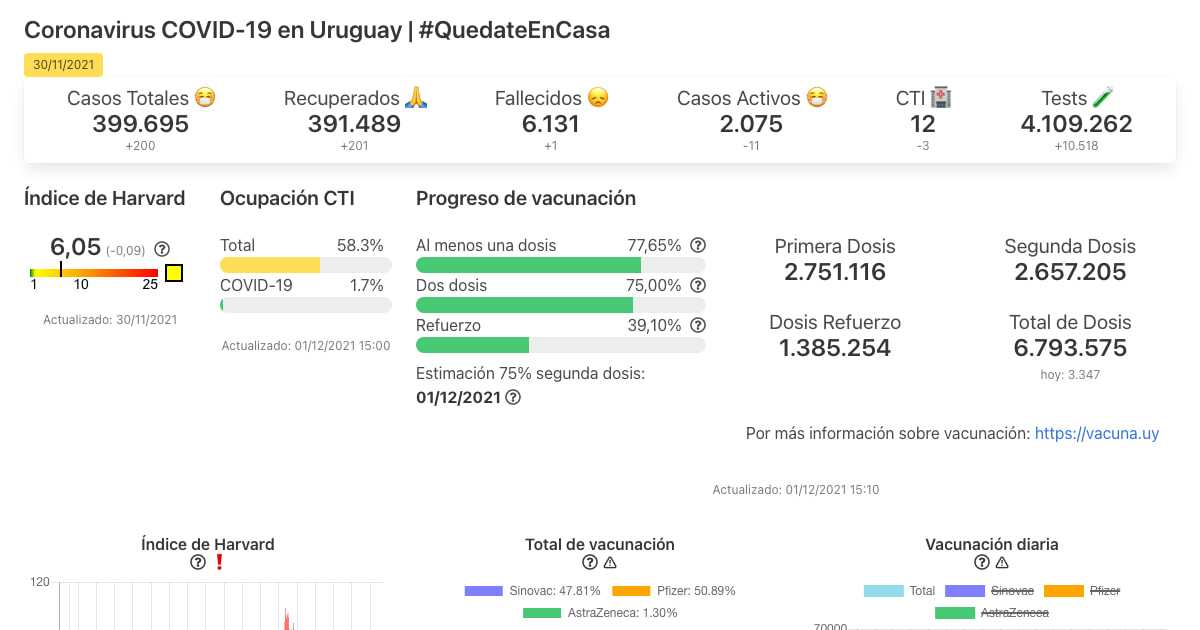 Coronavirus COVID-19 en Uruguay | #QuedateEnCasa
30/11/2021
Casos Totales 😷 Recuperados 🙏 Fallecidos 😞 Casos Activos 😷 CTI 🏥 Tests 🧪
399.695 391.489 6.131 2.075 12 4.109.262
+200 +201 +1 -11 -3 +10.518
Índice de Harvard
6,05 (-0,09)
1 10 25
Actualizado: 30/11/2021
Ocupación CTI
Total 58.3%
COVID-19 1.7%
Actualizado: 01/12/2021 15:00
Progreso de vacunación
Al menos una dosis 77,65%
Dos dosis 75,00%
Refuerzo 39,10%
Estimación 75% segunda dosis:
01/12/2021
Primera Dosis
2.751.116
Segunda Dosis
2.657.205
Dosis Refuerzo
1.385.254
Total de Dosis
6.793.575
hoy: 3.347
Por más información sobre vacunación: https://vacuna.uy
Actualizado: 01/12/2021 15:10
Índice de Harvard
❗
120
Total de vacunación
Sinovac: 47.81% Pfizer: 50.89%
AstraZeneca: 1.30%
Vacunación diaria
Total Sinovac Pfizer
AstraZeneca
70000